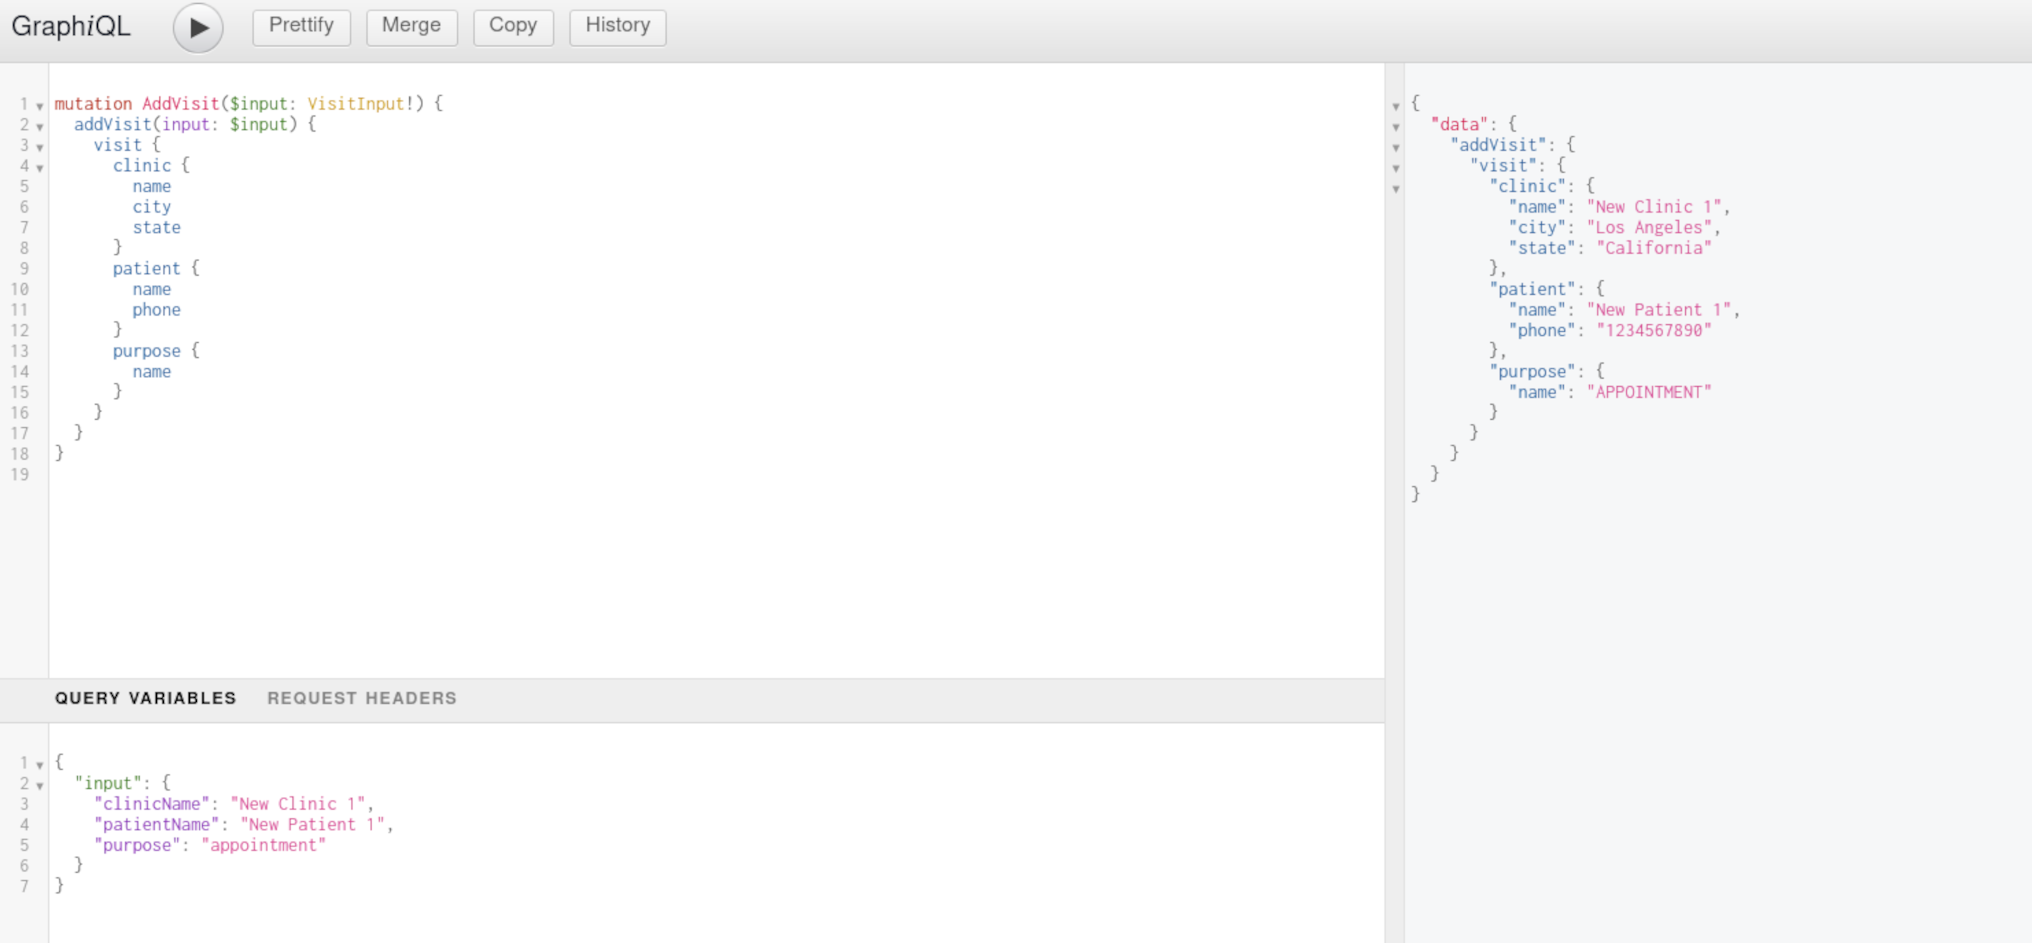 GraphiQL
Prettify
Merge
Copy
History
1 mutation AddVisit($input: VisitInput!) {
2   addVisit(input: $input) {
3     visit {
4       clinic {
5         name
6         city
7         state
8       }
9       patient {
10         name
11         phone
12       }
13       purpose {
14         name
15       }
16     }
17   }
18 }
19
QUERY VARIABLES
REQUEST HEADERS
1 {
2   "input": {
3     "clinicName": "New Clinic 1",
4     "patientName": "New Patient 1",
5     "purpose": "appointment"
6   }
7 }
{
  "data": {
    "addVisit": {
      "visit": {
        "clinic": {
          "name": "New Clinic 1",
          "city": "Los Angeles",
          "state": "California"
        },
        "patient": {
          "name": "New Patient 1",
          "phone": "1234567890"
        },
        "purpose": {
          "name": "APPOINTMENT"
        }
      }
    }
  }
}